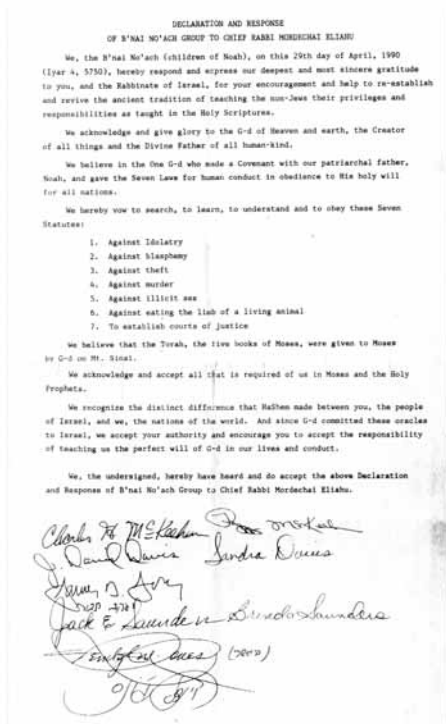 DECLARATION AND RESPONSE
OF B'NAI NO'ACH GROUP TO CHIEF RABBI MORDECHAI ELIAHU
We, the B'nai No'ach (children of Noah), on this 29th day of April, 1990
(Iyar 4, 5750), hereby respond and express our deepest and most sincere gratitude
to you, and the Rabbinate of Israel, for your encouragement and help to re-establish
and revive the ancient tradition of teaching the non-Jews their privileges and
responsibilities as taught in the Holy Scriptures.
We acknowledge and give glory to the G-d of Heaven and earth, the Creator
of all things and the Divine Father of all human-kind.
We believe in the One G-d who made a Covenant with our patriarchal father,
Noah, and gave the Seven Laws for human conduct in obedience to His holy will
for all nations.
We hereby vow to search, to learn, to understand and to obey these Seven
Statutes:
1. Against Idolatry
2. Against blasphemy
3. Against theft
4. Against murder
5. Against illicit sex
6. Against eating the limb of a living animal
7. To establish courts of justice
We believe that the Torah, the five books of Moses, were given to Moses
by G-d on Mt. Sinai.
We acknowledge and accept all that is required of us in Moses and the Holy
Prophets.
We recognize the distinct difference that HaShem made between you, the people
of Israel, and we, the nations of the world. And since G-d committed these oracles
to Israel, we accept your authority and encourage you to accept the responsibility
of teaching us the perfect will of G-d in our lives and conduct.
We, the undersigned, hereby have heard and do accept the above Declaration
and Response of B'nai No'ach Group to Chief Rabbi Mordechai Eliahu.
Charles H McKeehan
J. David Davis Sandra Davis
Jack E Saunders Brenda Saunders